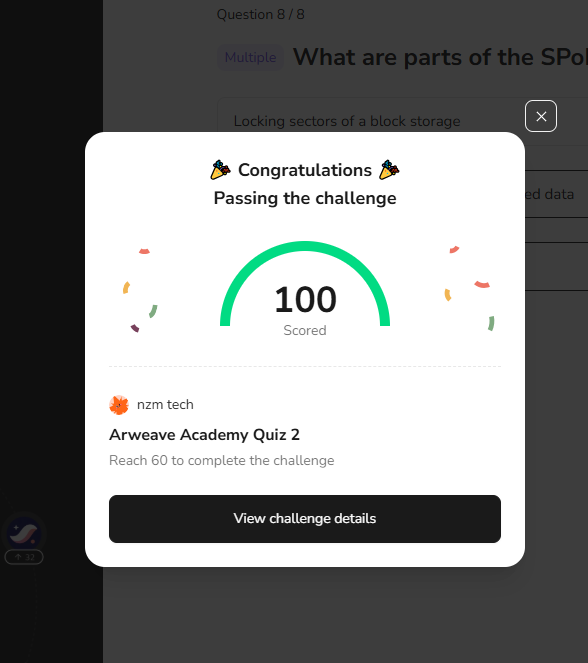 Question 8 / 8
Multiple What are parts of the SPo
Locking sectors of a block storage
ed data
🎉 Congratulations 🎉
Passing the challenge
100
Scored
nzm tech
Arweave Academy Quiz 2
Reach 60 to complete the challenge
View challenge details
32